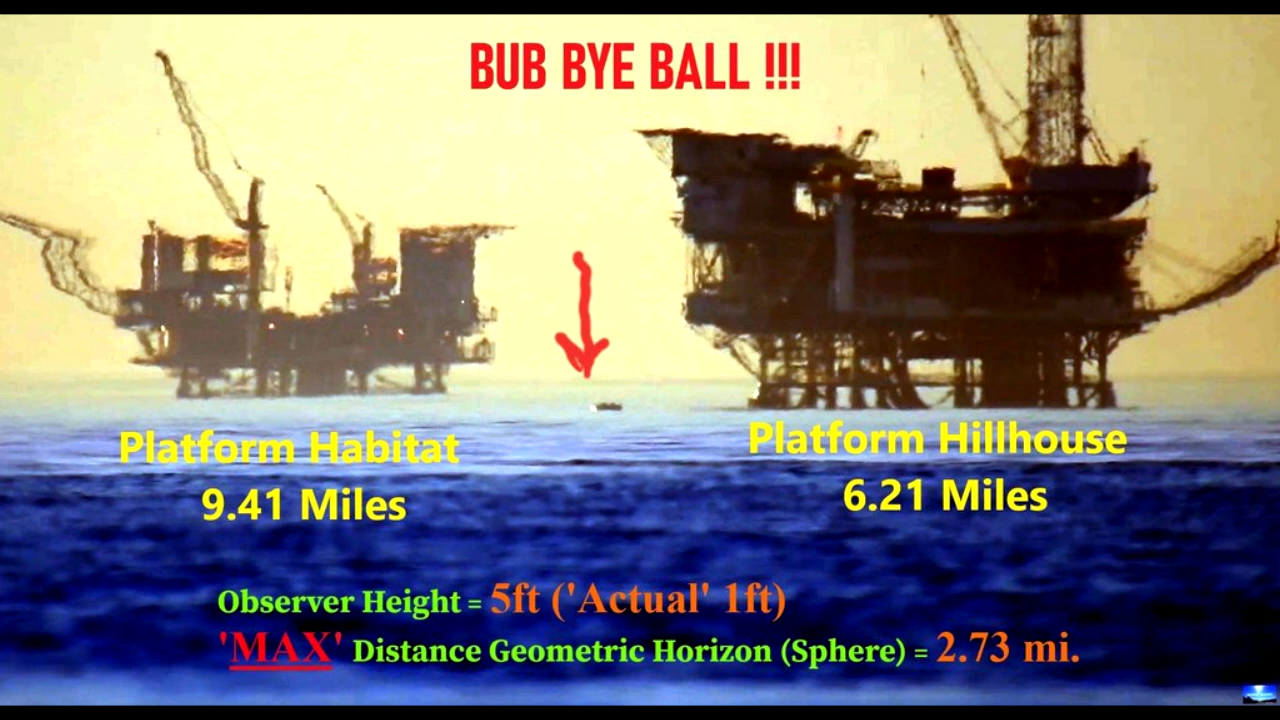 BUB BYE BALL !!!
Platform Habitat
9.41 Miles
Platform Hillhouse
6.21 Miles
Observer Height = 5ft ('Actual' 1ft)
'MAX' Distance Geometric Horizon (Sphere) = 2.73 mi.